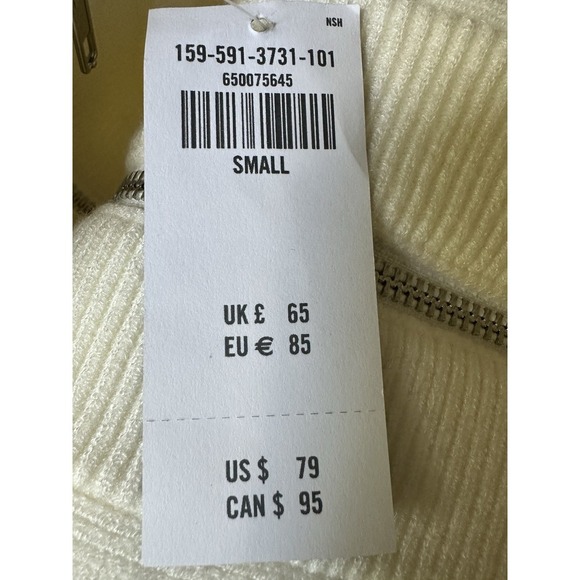 NSH
159-591-3731-101
650075645
SMALL
UK £ 65
EU € 85
US $ 79
CAN $ 95